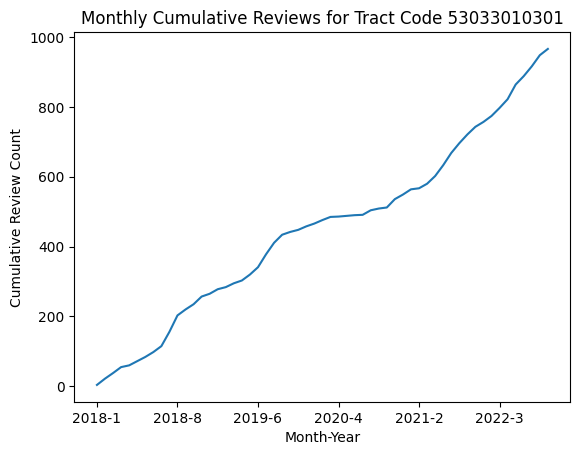 Monthly Cumulative Reviews for Tract Code 53033010301
Cumulative Review Count
1000
800
600
400
200
0
2018-1 2018-8 2019-6 2020-4 2021-2 2022-3
Month-Year